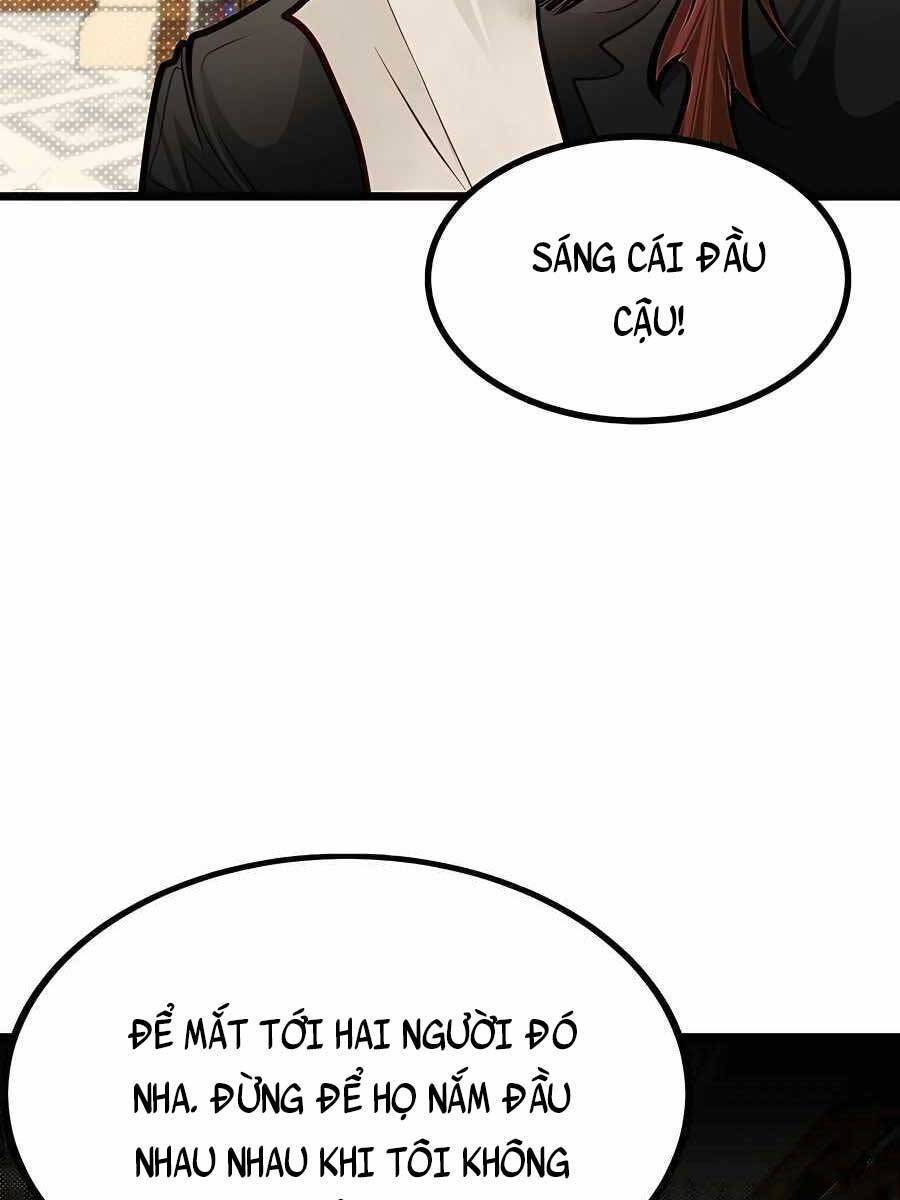 SÁNG CÁI ĐẦU
CẬU!
ĐỂ MẮT TỚI HAI NGƯỜI ĐÓ
NHA. ĐỪNG ĐỂ HỌ NẮM ĐẦU
NHAU NHAU KHI TÔI KHÔNG